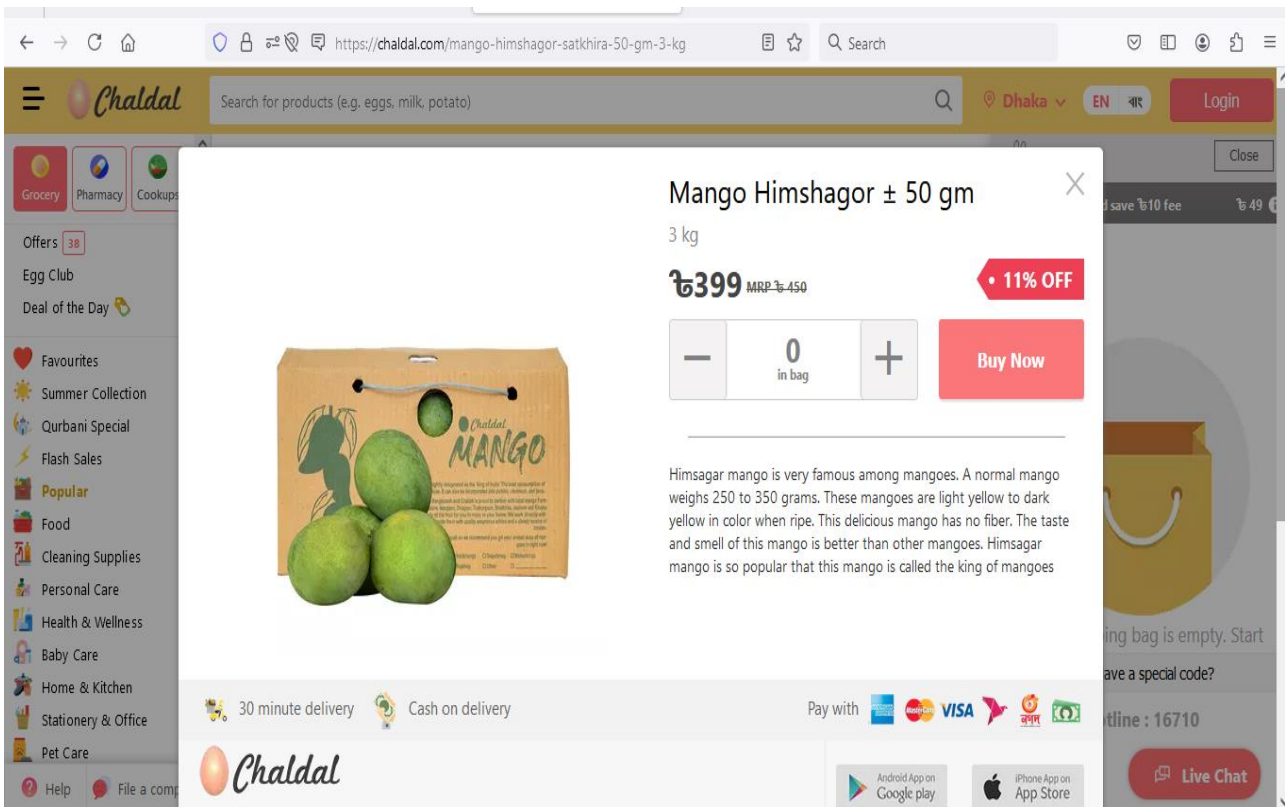 https://chaldal.com/mango-himshagor-satkhira-50-gm-3-kg
Search
Chaldal
Search for products (e.g. eggs, milk, potato)
Dhaka
EN বাং
Login
Grocery
Pharmacy
Cookups
Close
d save ৳10 fee
৳ 49
Offers 38
Egg Club
Deal of the Day
Favourites
Summer Collection
Qurbani Special
Flash Sales
Popular
Food
Cleaning Supplies
Personal Care
Health & Wellness
Baby Care
Home & Kitchen
Stationery & Office
Pet Care
Help
File a comp
Chaldal
MANGO
Mango Himshagor ± 50 gm
3 kg
৳399 MRP ৳ 450
• 11% OFF
0
in bag
Buy Now
Himsagar mango is very famous among mangoes. A normal mango
weighs 250 to 350 grams. These mangoes are light yellow to dark
yellow in color when ripe. This delicious mango has no fiber. The taste
and smell of this mango is better than other mangoes. Himsagar
mango is so popular that this mango is called the king of mangoes
30 minute delivery
Cash on delivery
Pay with
MasterCard
VISA
নগদ
Chaldal
Android App on
Google play
iPhone App on
App Store
ing bag is empty. Start
ave a special code?
tline : 16710
Live Chat